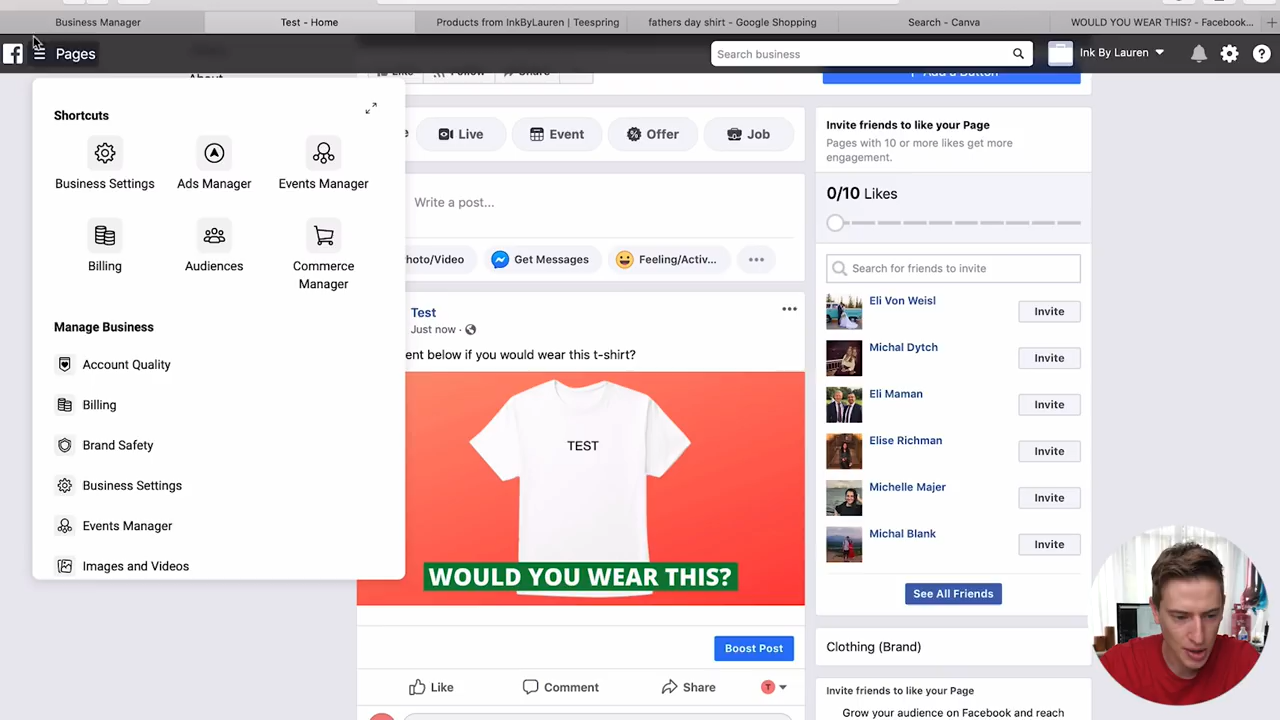 Business Manager
Test - Home
Products from InkByLauren | Teespring
fathers day shirt - Google Shopping
Search - Canva
WOULD YOU WEAR THIS? - Facebook...
Pages
Search business
Ink By Lauren
About
Like
Follow
Share
Add a Button
Shortcuts
Business Settings
Ads Manager
Events Manager
Billing
Audiences
Commerce
Manager
Manage Business
Account Quality
Billing
Brand Safety
Business Settings
Events Manager
Images and Videos
e
Live
Event
Offer
Job
Write a post...
hoto/Video
Get Messages
Feeling/Activ...
Test
Just now ·
ent below if you would wear this t-shirt?
TEST
WOULD YOU WEAR THIS?
Boost Post
Like
Comment
Share
T
Invite friends to like your Page
Pages with 10 or more likes get more
engagement.
0/10 Likes
Search for friends to invite
Eli Von Weisl
Invite
Michal Dytch
Invite
Eli Maman
Invite
Elise Richman
Invite
Michelle Majer
Invite
Michal Blank
Invite
See All Friends
Clothing (Brand)
Invite friends to like your Page
Grow your audience on Facebook and reach